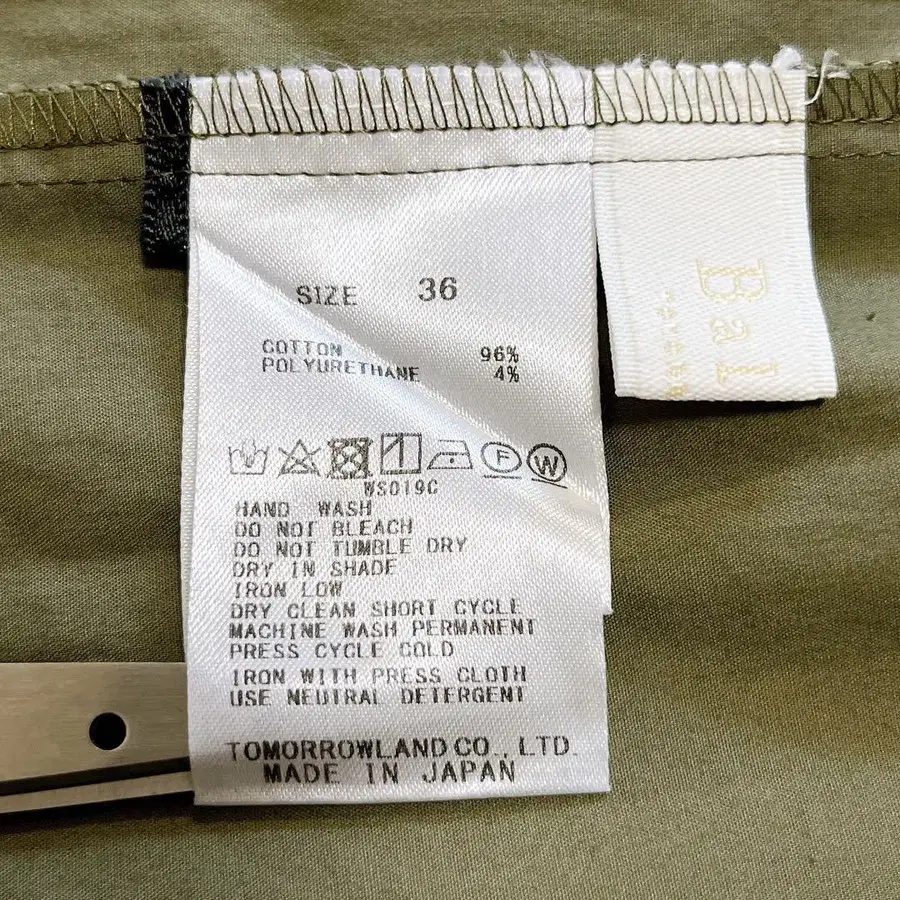 SIZE 36
COTTON 96%
POLYURETHANE 4%
F W
WS019C
HAND WASH
DO NOT BLEACH
DO NOT TUMBLE DRY
DRY IN SHADE
IRON LOW
DRY CLEAN SHORT CYCLE
MACHINE WASH PERMANENT
PRESS CYCLE COLD
IRON WITH PRESS CLOTH
USE NEUTRAL DETERGENT
TOMORROWLAND CO., LTD.
MADE IN JAPAN